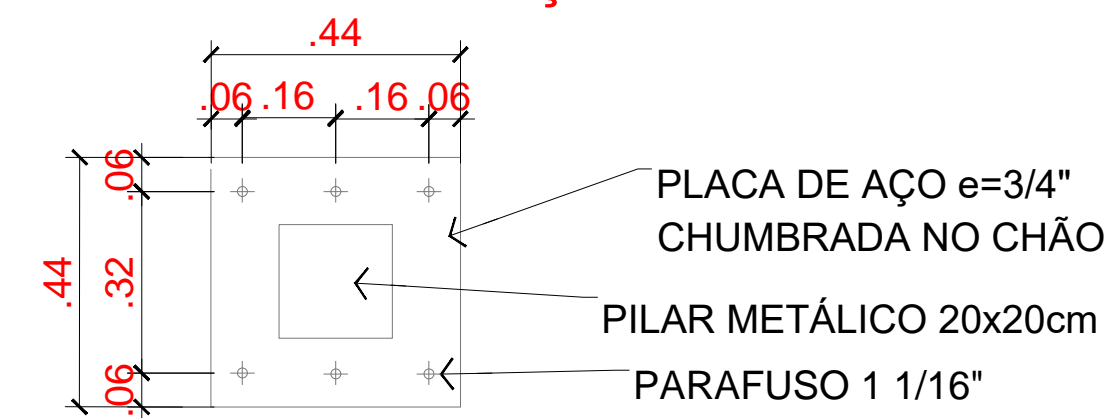 .44
.06 .16 .16 .06
.06
.32
.44
.06
PLACA DE AÇO e=3/4"
CHUMBRADA NO CHÃO
PILAR METÁLICO 20x20cm
PARAFUSO 1 1/16"